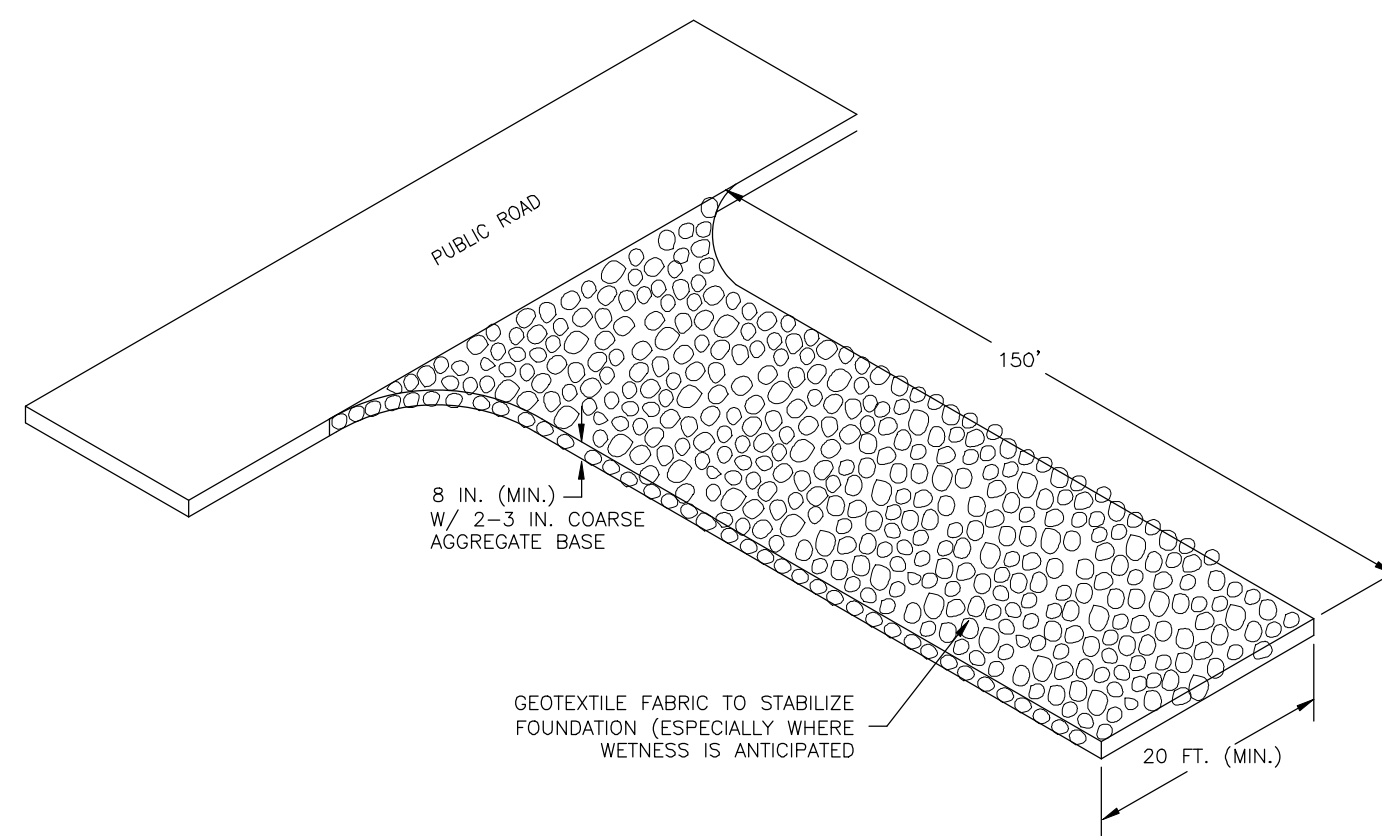 PUBLIC ROAD
150'
8 IN. (MIN.)
W/ 2-3 IN. COARSE
AGGREGATE BASE
GEOTEXTILE FABRIC TO STABILIZE
FOUNDATION (ESPECIALLY WHERE
WETNESS IS ANTICIPATED
20 FT. (MIN.)